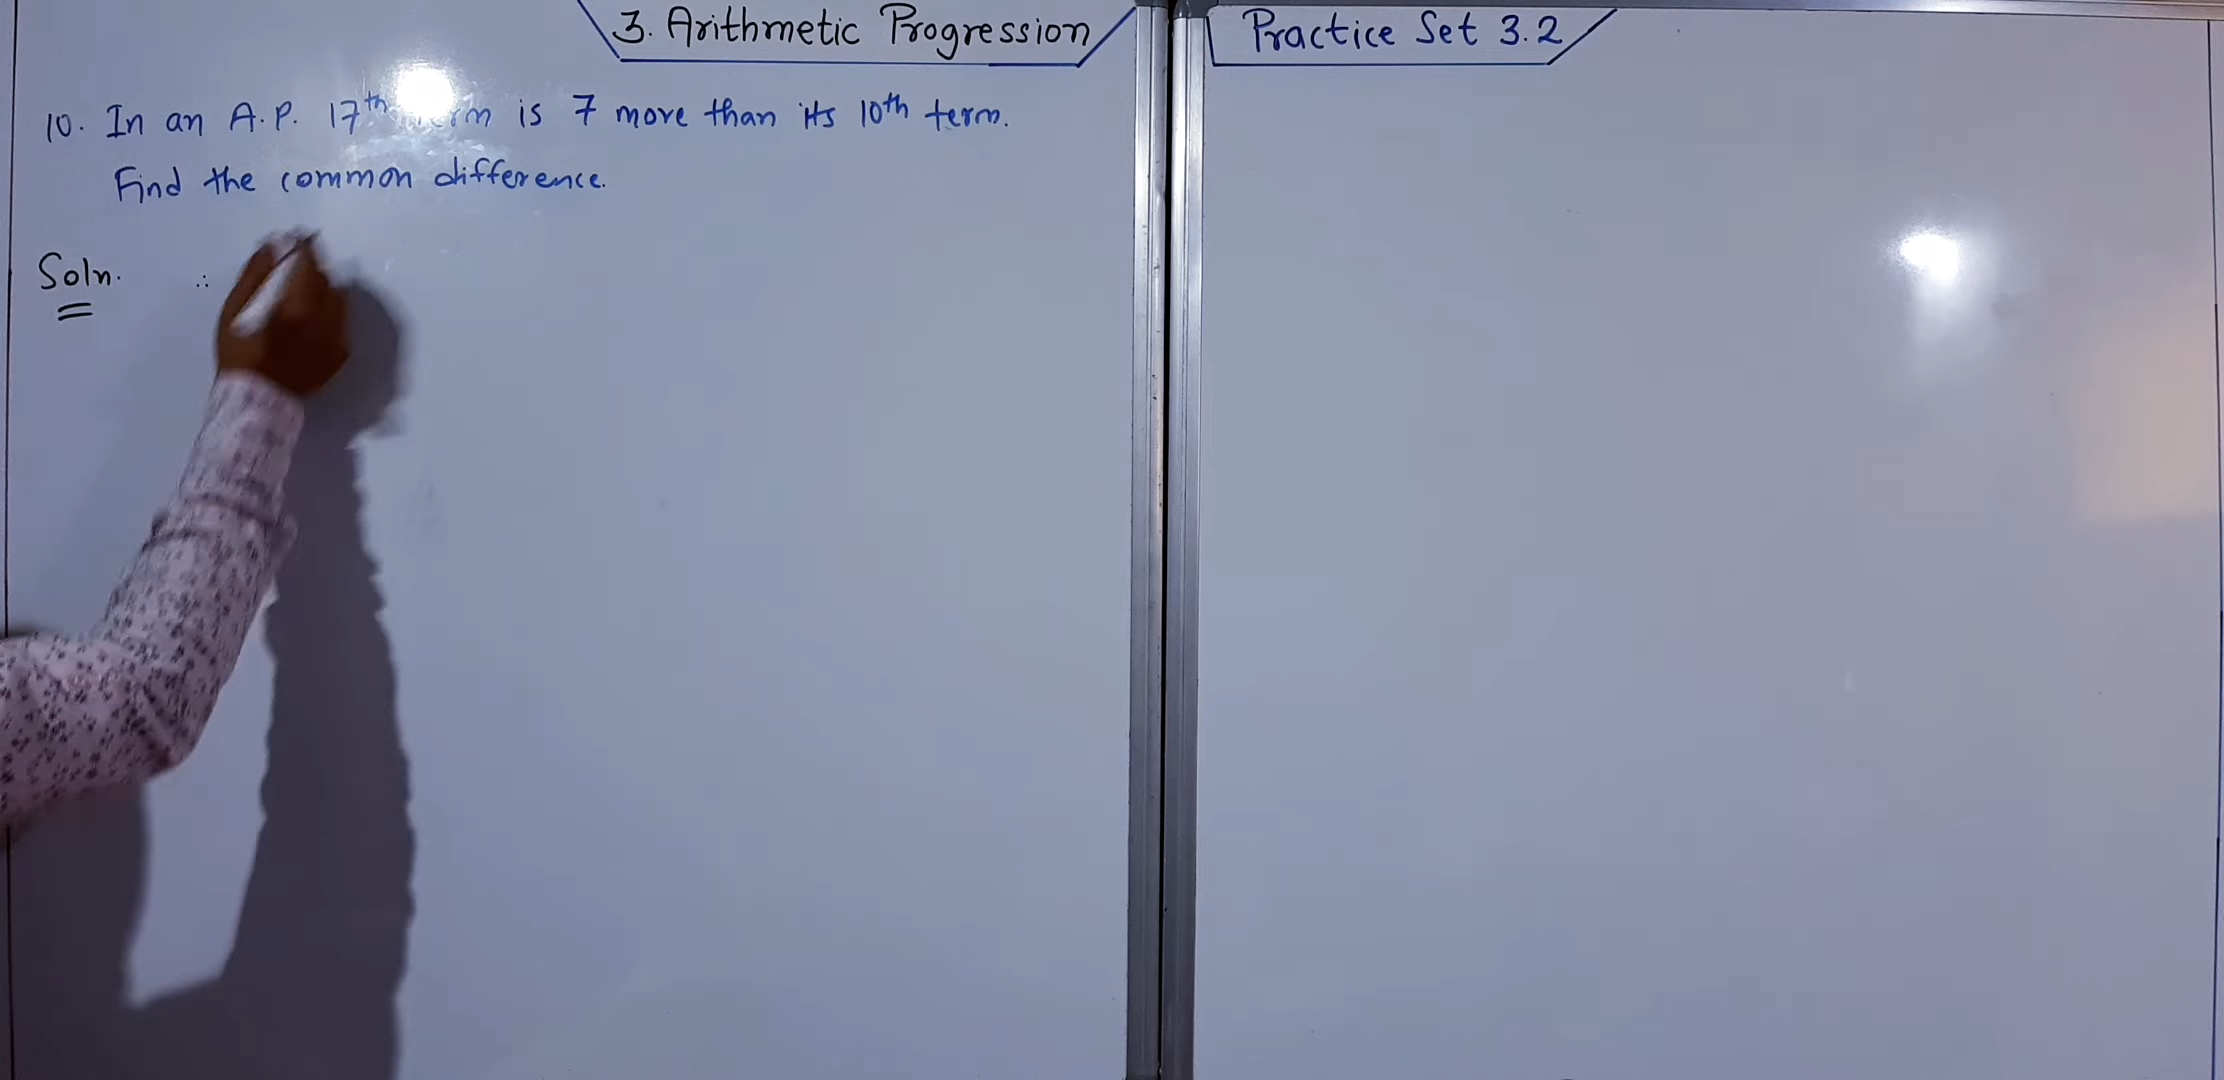 3. Arithmetic Progression
Practice Set 3.2
10. In an A.P. 17th term is 7 more than its 10th term.
Find the common difference.
Soln. ∴